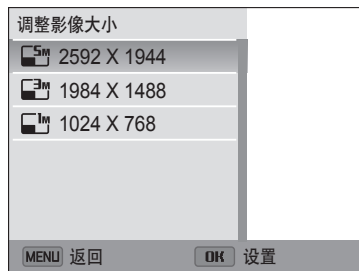 调整影像大小
5M 2592 X 1944
3M 1984 X 1488
1M 1024 X 768
MENU 返回 OK 设置